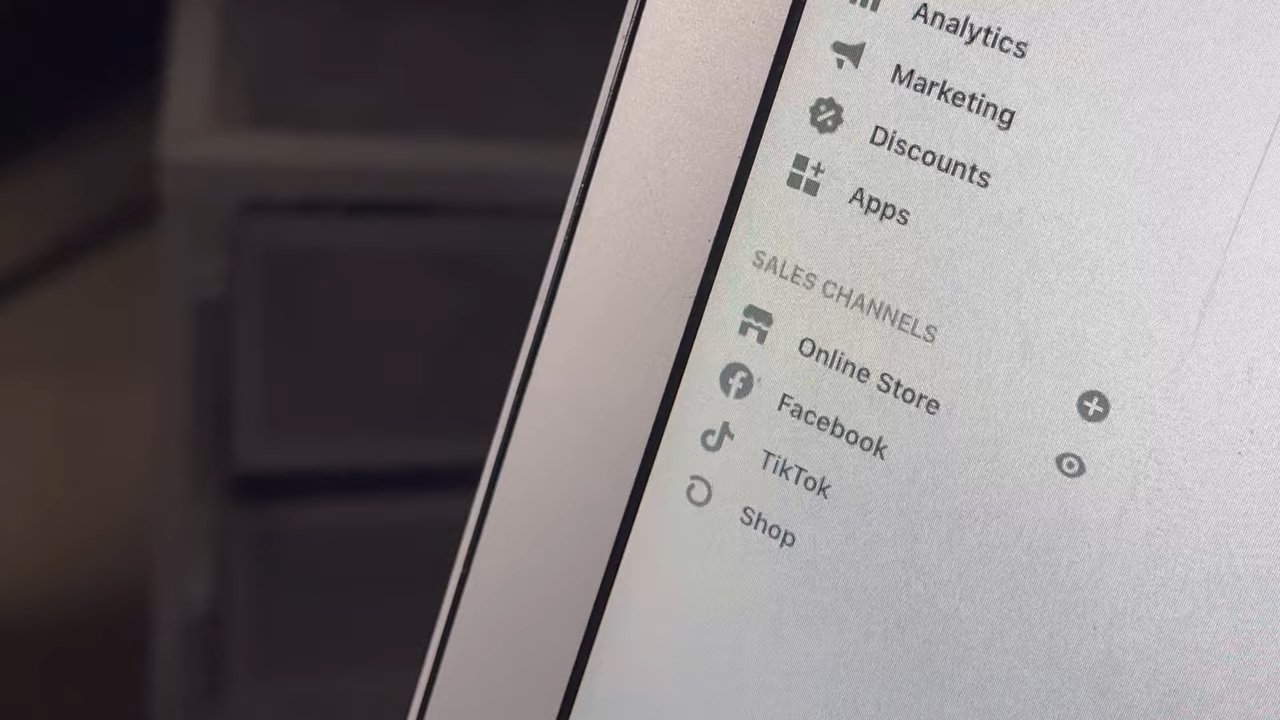 Analytics
Marketing
Discounts
Apps
SALES CHANNELS
Online Store
Facebook
TikTok
Shop